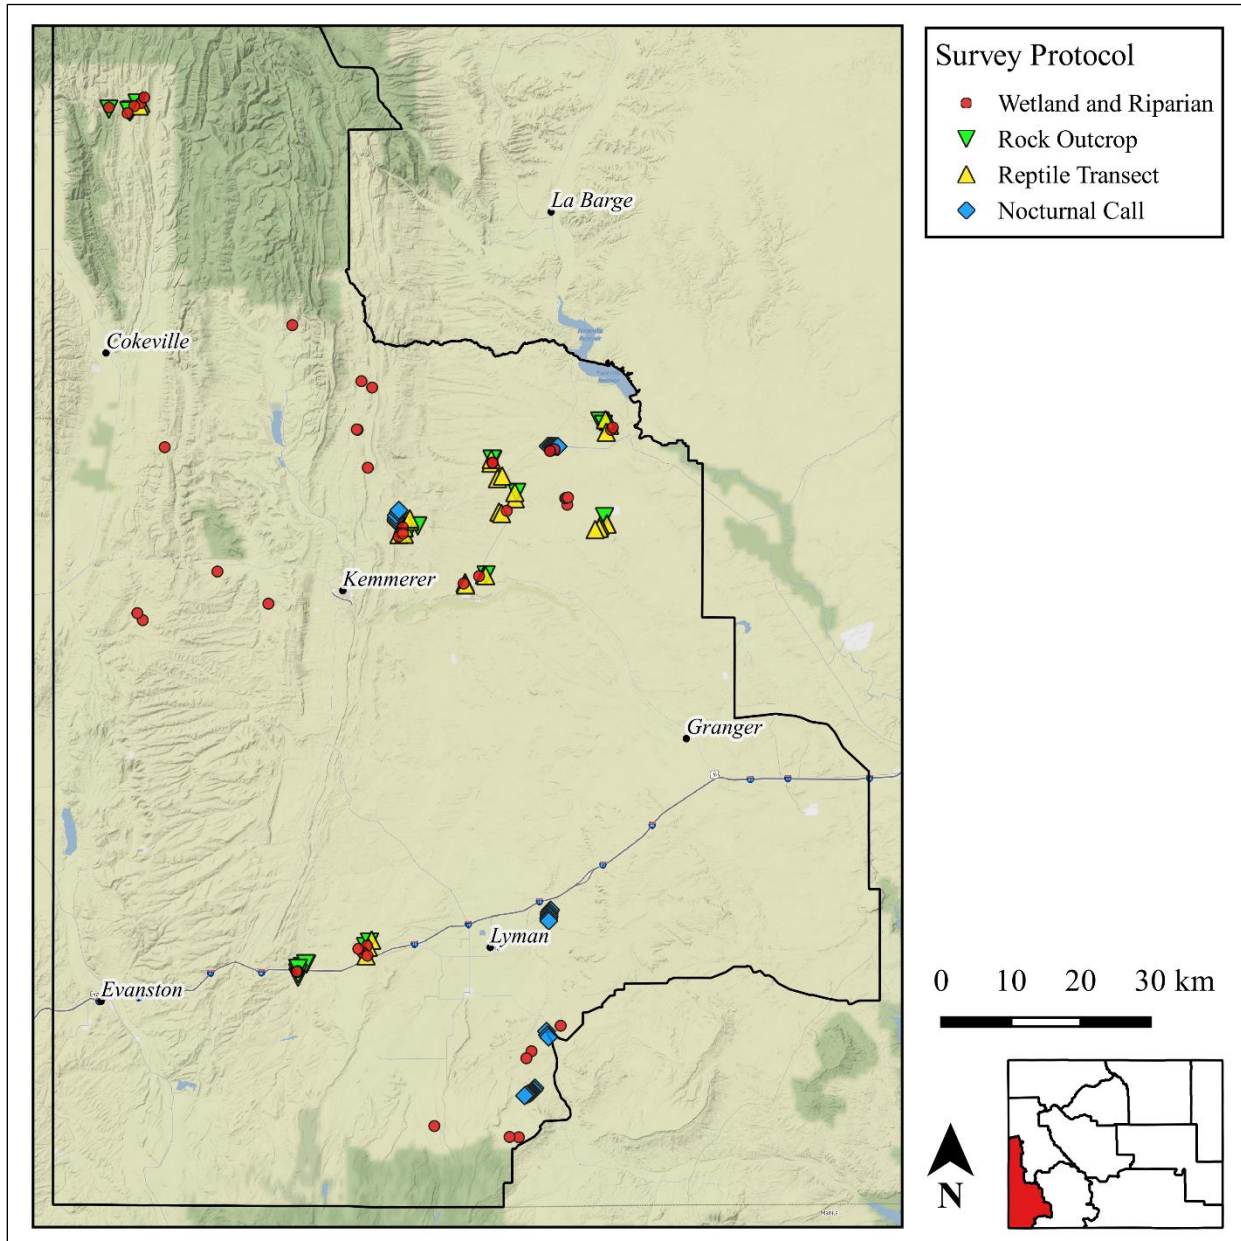 Survey Protocol
Wetland and Riparian
Rock Outcrop
Reptile Transect
Nocturnal Call
La Barge
Cokeville
Kemmerer
Granger
Lyman
Evanston
0 10 20 30 km
N